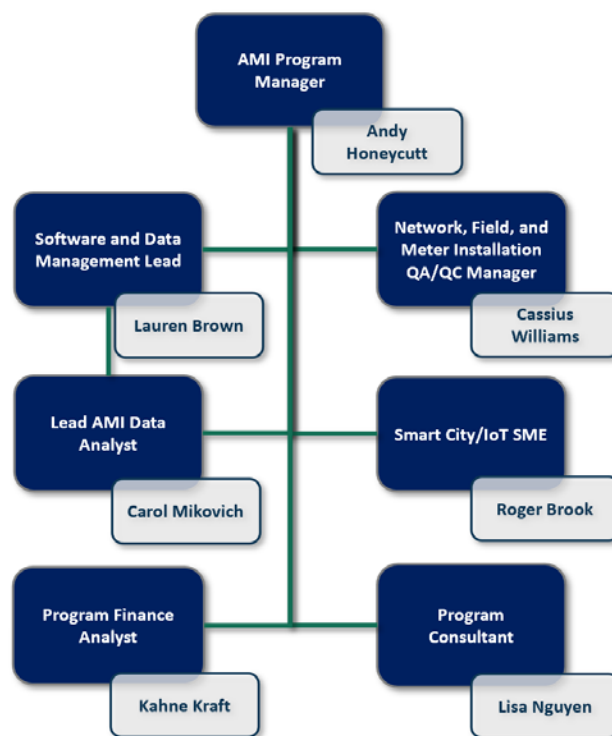 AMI Program
Manager
Andy
Honeycutt
Software and Data
Management Lead
Lauren Brown
Network, Field, and
Meter Installation
QA/QC Manager
Cassius
Williams
Lead AMI Data
Analyst
Carol Mikovich
Smart City/IoT SME
Roger Brook
Program Finance
Analyst
Kahne Kraft
Program
Consultant
Lisa Nguyen